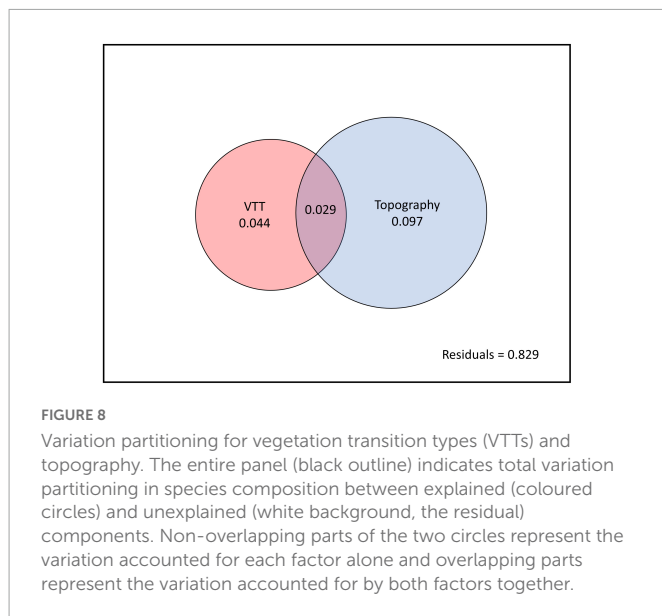 VTT
0.044
0.029
Topography
0.097
Residuals = 0.829
FIGURE 8
Variation partitioning for vegetation transition types (VTTs) and
topography. The entire panel (black outline) indicates total variation
partitioning in species composition between explained (coloured
circles) and unexplained (white background, the residual)
components. Non-overlapping parts of the two circles represent the
variation accounted for each factor alone and overlapping parts
represent the variation accounted for by both factors together.